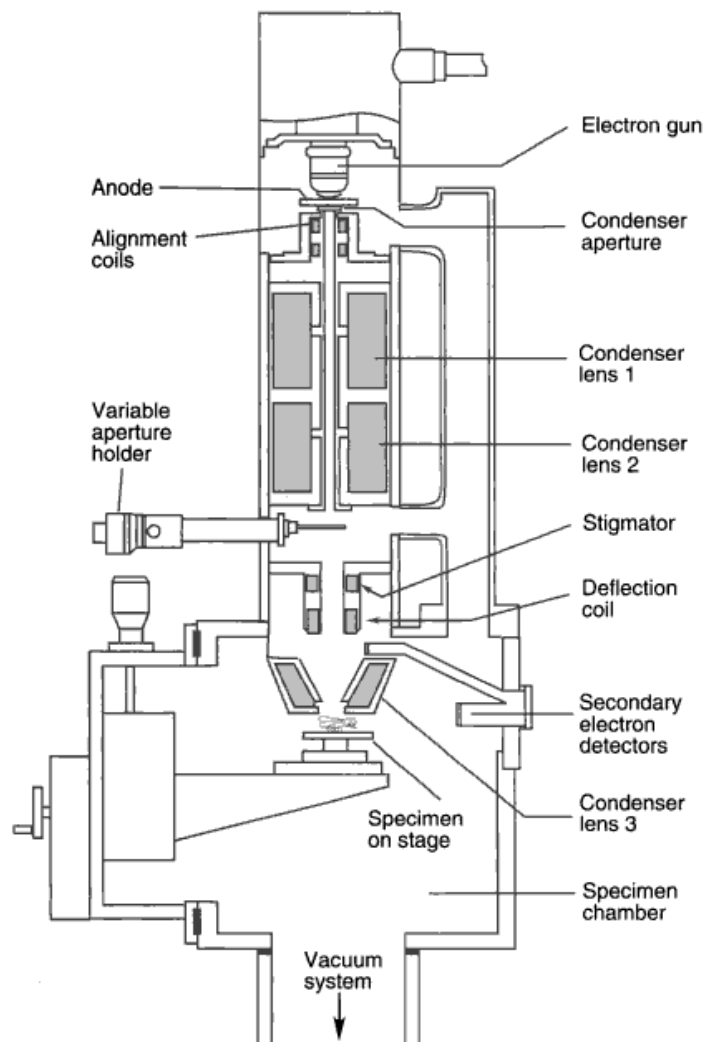 Electron gun
Anode
Condenser
aperture
Alignment
coils
Condenser
lens 1
Variable
aperture
holder
Condenser
lens 2
Stigmator
Deflection
coil
Secondary
electron
detectors
Specimen
on stage
Condenser
lens 3
Specimen
chamber
Vacuum
system